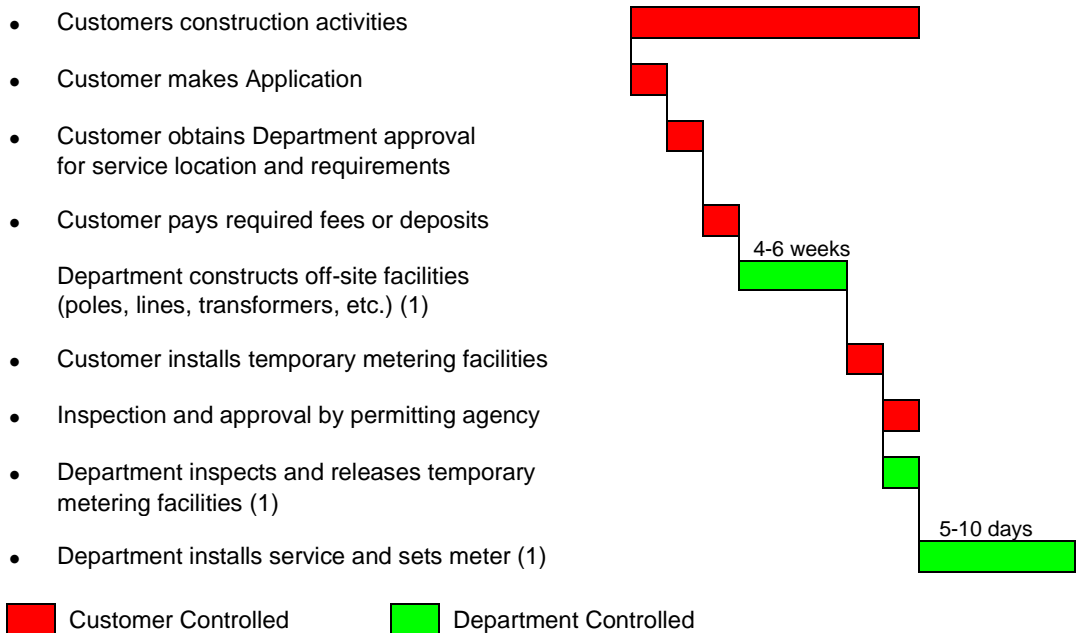 • Customers construction activities
• Customer makes Application
• Customer obtains Department approval
for service location and requirements
• Customer pays required fees or deposits
4-6 weeks
Department constructs off-site facilities
(poles, lines, transformers, etc.) (1)
• Customer installs temporary metering facilities
• Inspection and approval by permitting agency
• Department inspects and releases temporary
metering facilities (1)
5-10 days
• Department installs service and sets meter (1)
Customer Controlled
Department Controlled